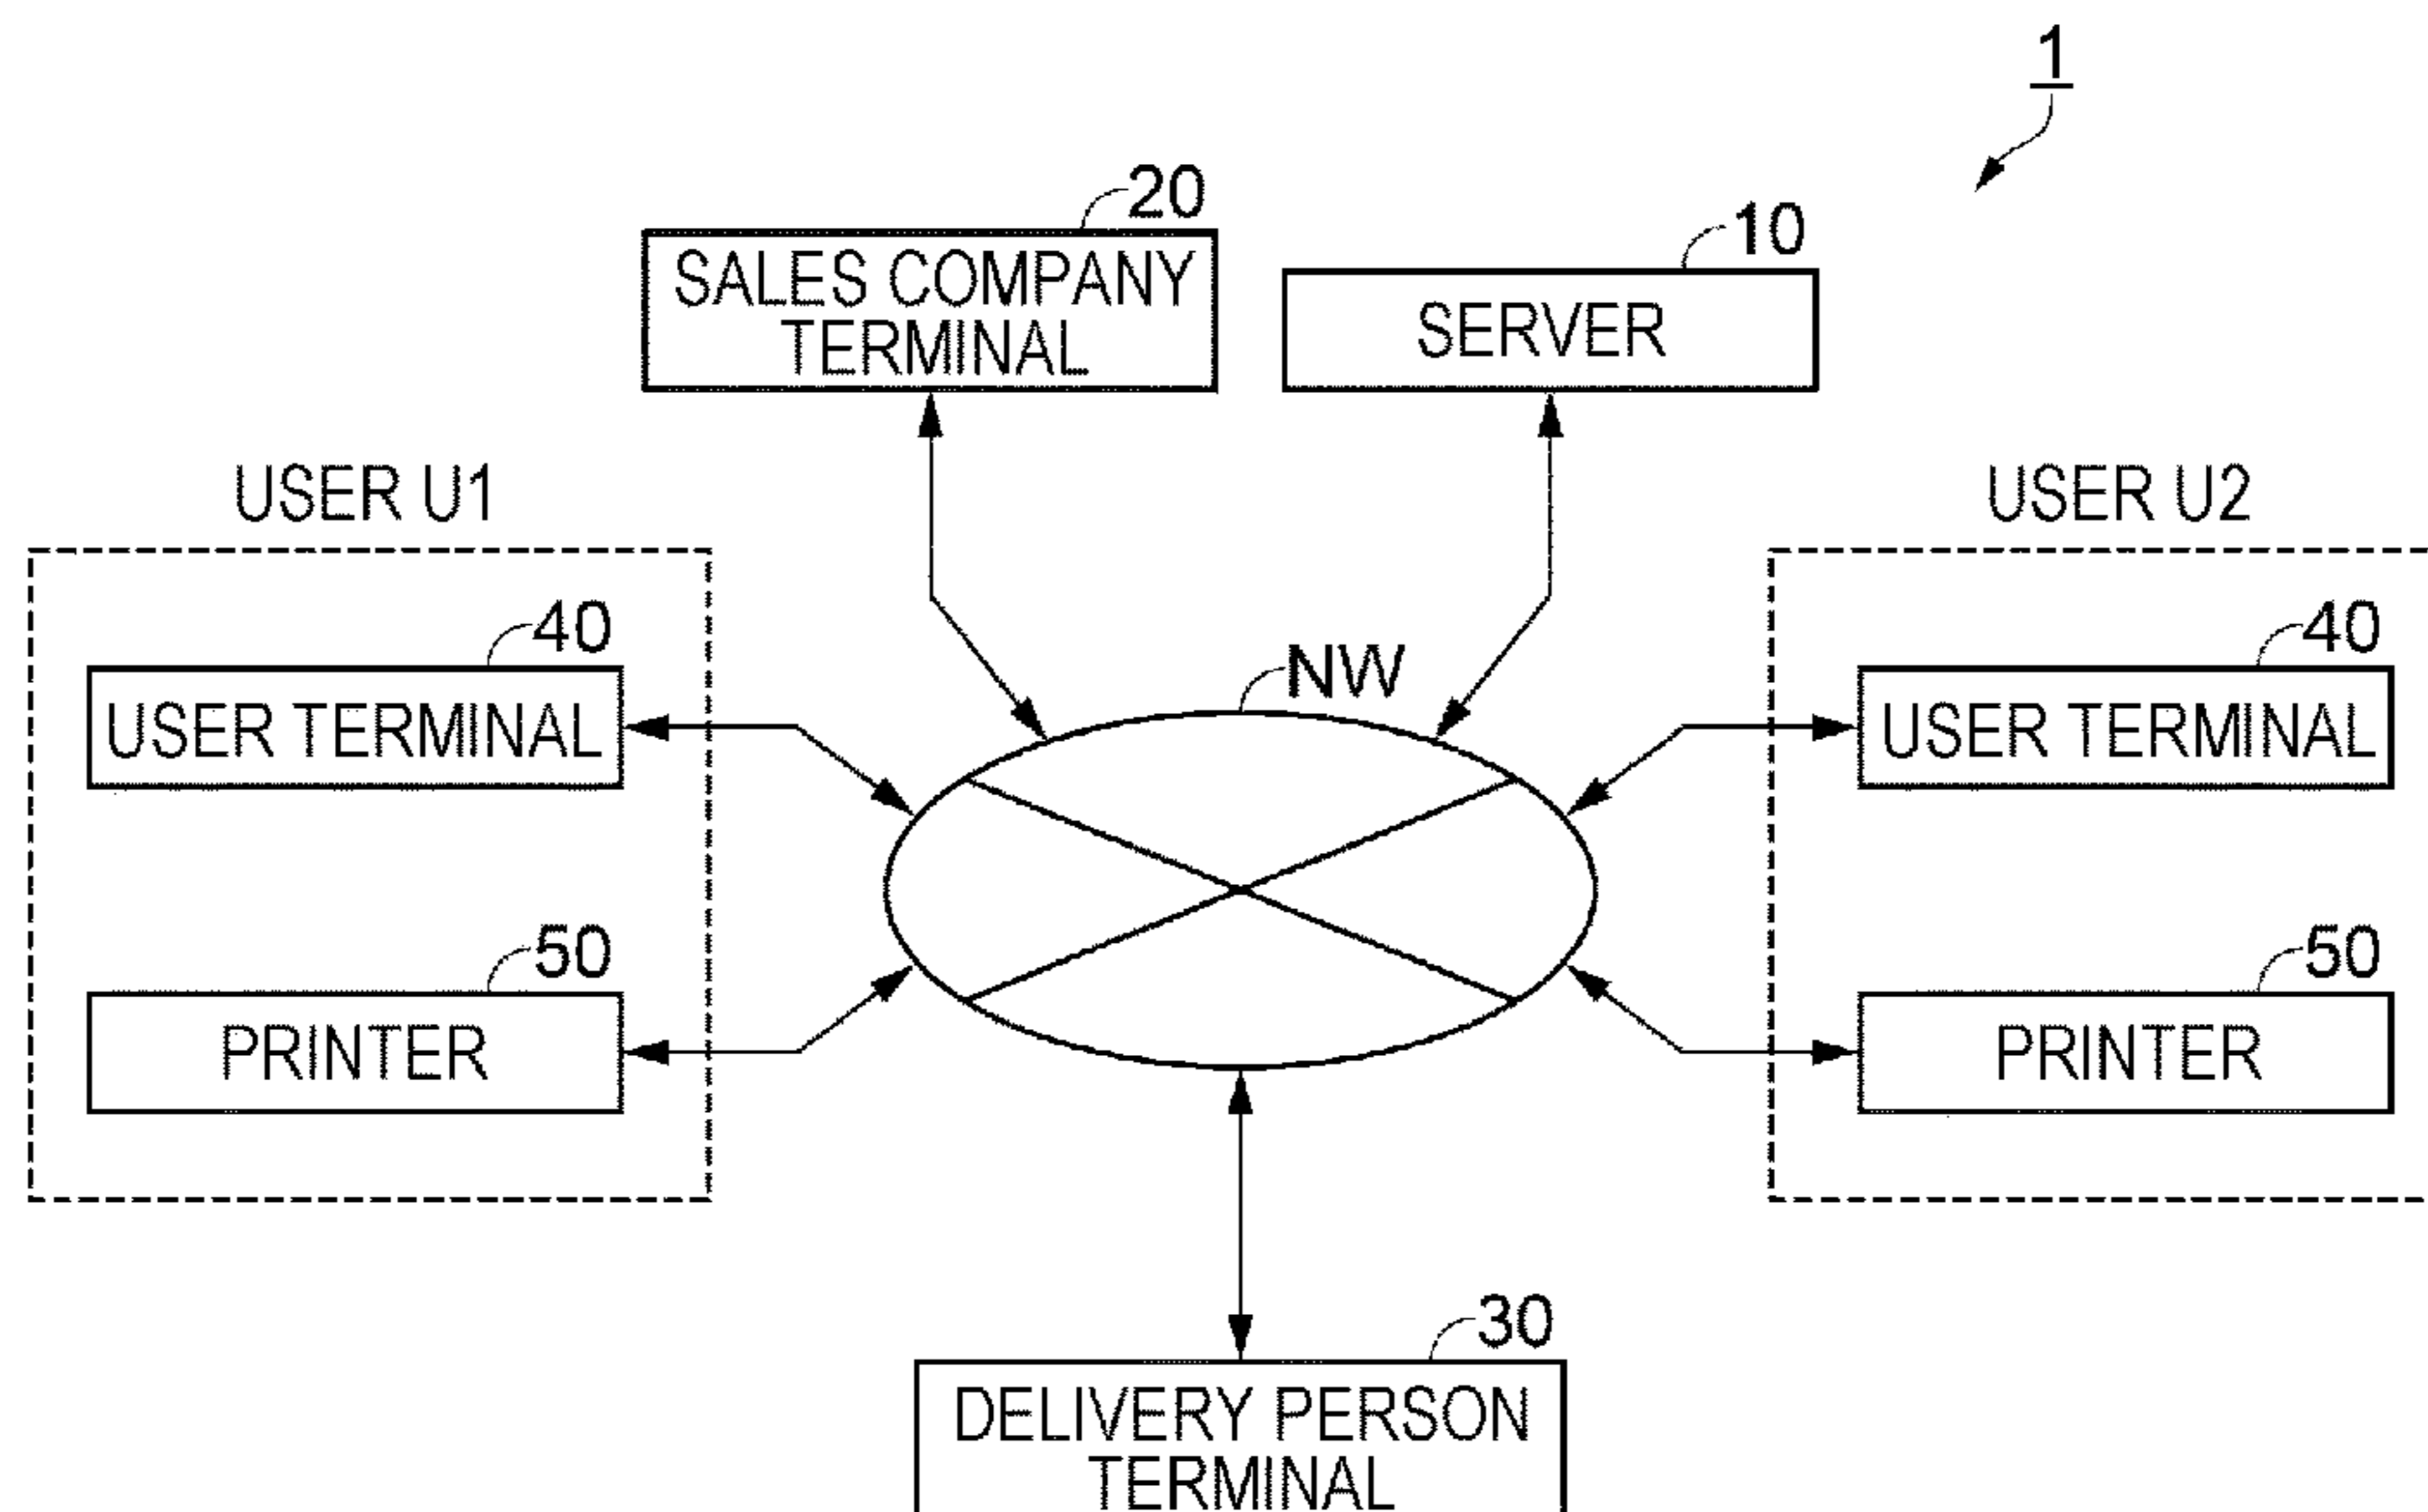 1
20
SALES COMPANY
TERMINAL
10
SERVER
USER U1
USER U2
40
USER TERMINAL
NW
40
USER TERMINAL
50
PRINTER
50
PRINTER
30
DELIVERY PERSON
TERMINAL